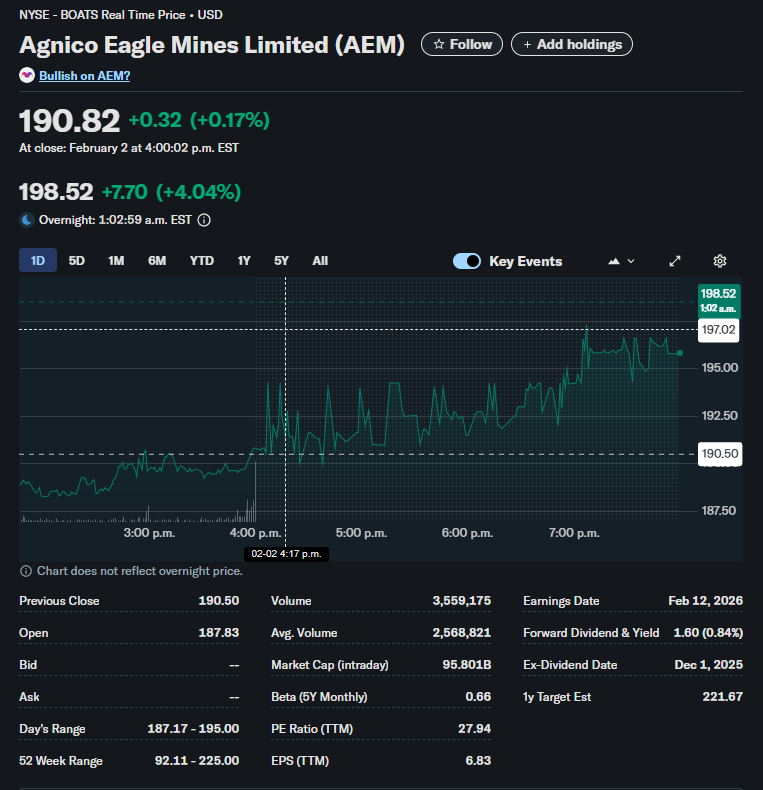 NYSE - BOATS Real Time Price • USD
Agnico Eagle Mines Limited (AEM)
☆ Follow
+ Add holdings
Bullish on AEM?
190.82 +0.32 (+0.17%)
At close: February 2 at 4:00:02 p.m. EST
198.52 +7.70 (+4.04%)
Overnight: 1:02:59 a.m. EST
1D 5D 1M 6M YTD 1Y 5Y All
Key Events
198.52
1:02 a.m.
197.02
195.00
192.50
190.50
187.50
3:00 p.m. 4:00 p.m. 5:00 p.m. 6:00 p.m. 7:00 p.m.
02-02 4:17 p.m.
Chart does not reflect overnight price.
Previous Close 190.50 Volume 3,559,175 Earnings Date Feb 12, 2026
Open 187.83 Avg. Volume 2,568,821 Forward Dividend & Yield 1.60 (0.84%)
Bid -- Market Cap (intraday) 95.801B Ex-Dividend Date Dec 1, 2025
Ask -- Beta (5Y Monthly) 0.66 1y Target Est 221.67
Day's Range 187.17 - 195.00 PE Ratio (TTM) 27.94
52 Week Range 92.11 - 225.00 EPS (TTM) 6.83